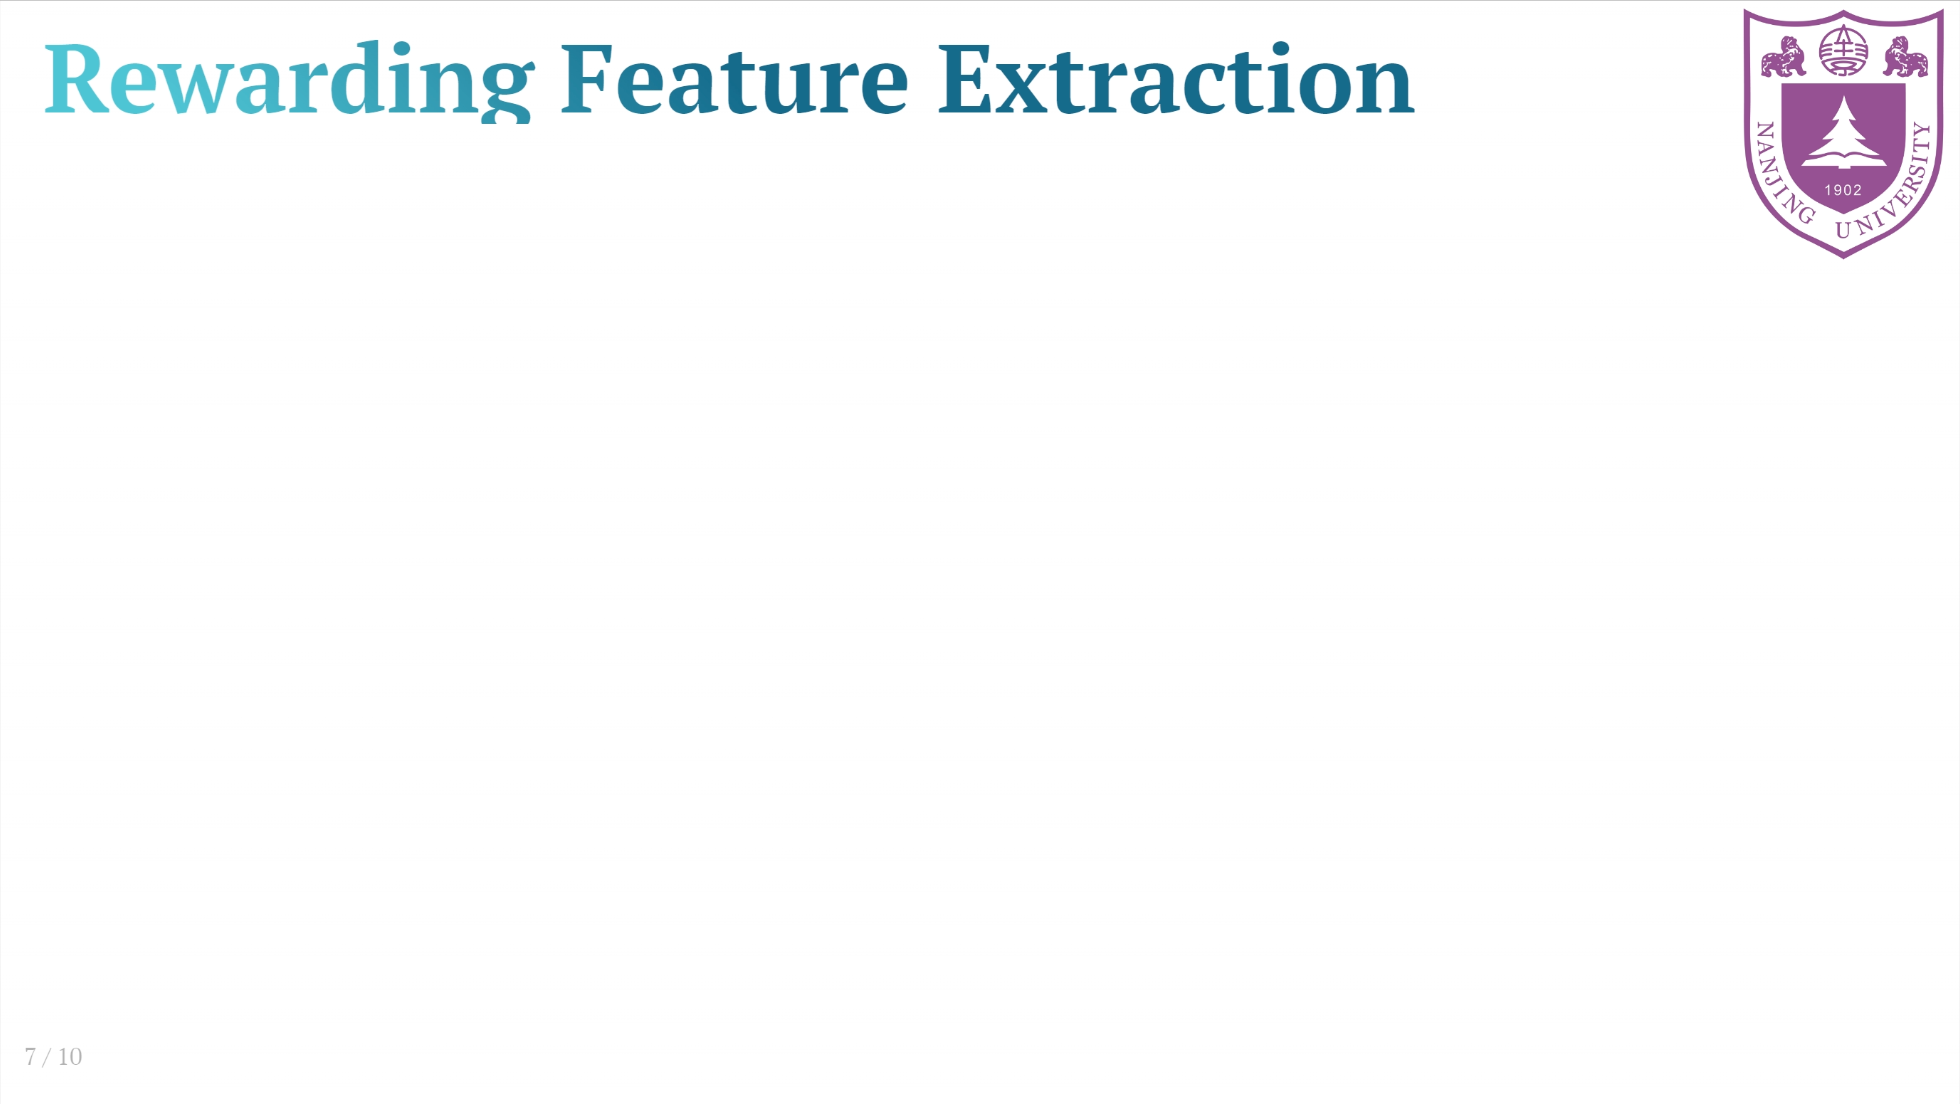 Rewarding Feature Extraction
NANJING UNIVERSITY
1902
7 / 10